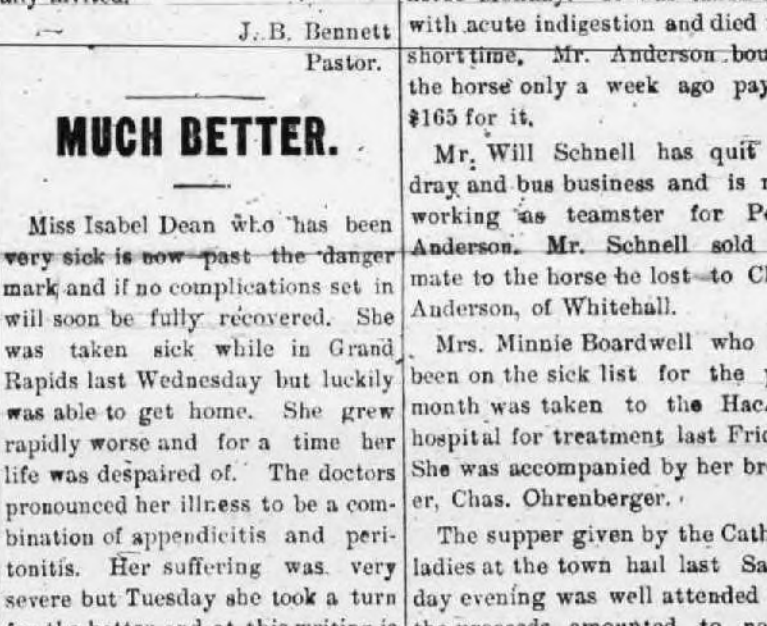 J. B. Bennett
Pastor.
MUCH BETTER.
Miss Isabel Dean who has been
very sick is now past the danger
mark and if no complications set in
wiil soon be fully recovered. She
was taken sick while in Grand
Rapids last Wednesday but luckily
was able to get home. She grew
rapidly worse and for a time her
life was despaired of. The doctors
pronounced her illness to be a com-
bination of appendicitis and peri-
tonitis. Her suffering was very
severe but Tuesday she took a turn
with acute indigestion and died
short time. Mr. Anderson bou
the horse only a week ago pay
$165 for it.
Mr. Will Schnell has quit
dray and bus business and is
working as teamster for P
Anderson. Mr. Schnell sold
mate to the horse he lost to C
Anderson, of Whitehall.
Mrs. Minnie Boardwell who
been on the sick list for the
month was taken to the Hac
hospital for treatment last Fri
She was accompanied by her br
er, Chas. Ohrenberger.
The supper given by the Cath
ladies at the town hail last Sa
day evening was well attended